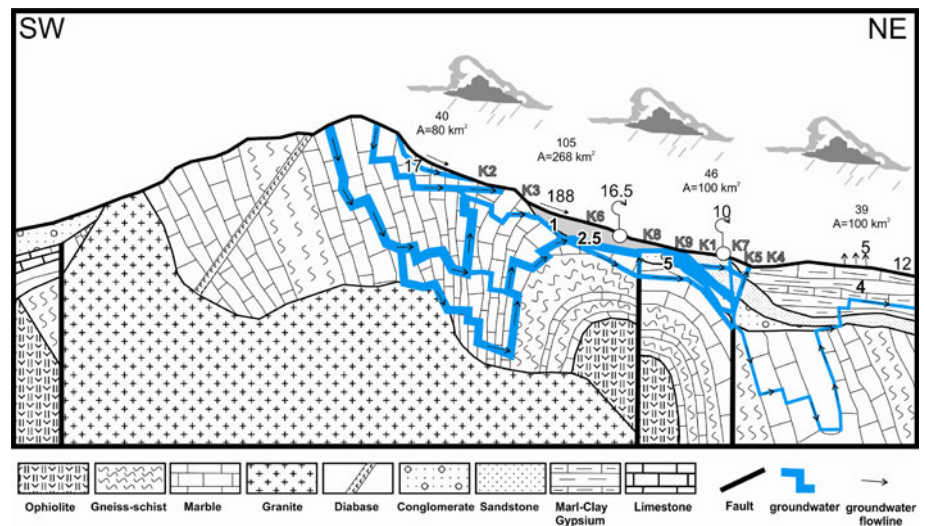 SW
NE
40
A=80 km²
105
A=268 km²
46
A=100 km²
39
A=100 km²
17
K2
K3
188
16.5
10
K6
1
2.5
K8
K9
K1
K7
5
K5
K4
5
12
4
Ophiolite
Gneiss-schist
Marble
Granite
Diabase
Conglomerate
Sandstone
Marl-Clay
Gypsium
Limestone
Fault
groundwater
groundwater
flowline